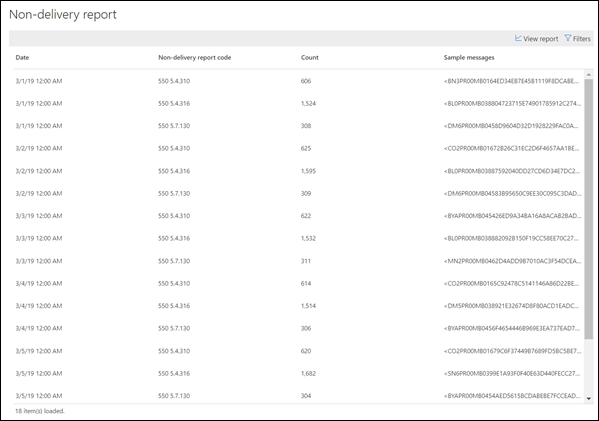 Non-delivery report
View report Filters
Date Non-delivery report code Count Sample messages
3/1/19 12:00 AM 550 5.4.310 606 <BN3PR00MB0164ED34EB7E45B1119F8DCABE...
3/1/19 12:00 AM 550 5.4.316 1,524 <BL0PR00MB038804723715E74901785912C274...
3/1/19 12:00 AM 550 5.7.130 308 <DM6PR00MB0458D9604D32D1928229FAC0A...
3/2/19 12:00 AM 550 5.4.310 625 <CO2PR00MB01672B26C31EC2D6F4657AA1BE...
3/2/19 12:00 AM 550 5.4.316 1,595 <BL0PR00MB03887592040DD27CD6D34E7DC2...
3/2/19 12:00 AM 550 5.7.130 309 <DM6PR00MB04583B95650C9EE30C095C3DAD...
3/3/19 12:00 AM 550 5.4.310 622 <BYAPR00MB045426ED9A34BA16A8ACAB2BAD...
3/3/19 12:00 AM 550 5.4.316 1,532 <BL0PR00MB0388820928150F19CC58EE70C27...
3/3/19 12:00 AM 550 5.7.130 311 <MN2PR00MB0462D4ADD9B7010AC3F54DCEA...
3/4/19 12:00 AM 550 5.4.310 614 <CO2PR00MB0165C92478C5141146A86D22BE...
3/4/19 12:00 AM 550 5.4.316 1,514 <DM5PR00MB038921E32674D8F80ACD1EADC...
3/4/19 12:00 AM 550 5.7.130 306 <BYAPR00MB0456F4654446B969E3EA737EAD7...
3/5/19 12:00 AM 550 5.4.310 620 <CO2PR00MB01679C6F37449B7689FD5BC5BE7...
3/5/19 12:00 AM 550 5.4.316 1,682 <SN6PR00MB0399E1A93F0F40E63D440FECC27...
3/5/19 12:00 AM 550 5.7.130 304 <BYAPR00MB0454AED5615BCDABEBE7FCCEAD...
18 item(s) loaded.